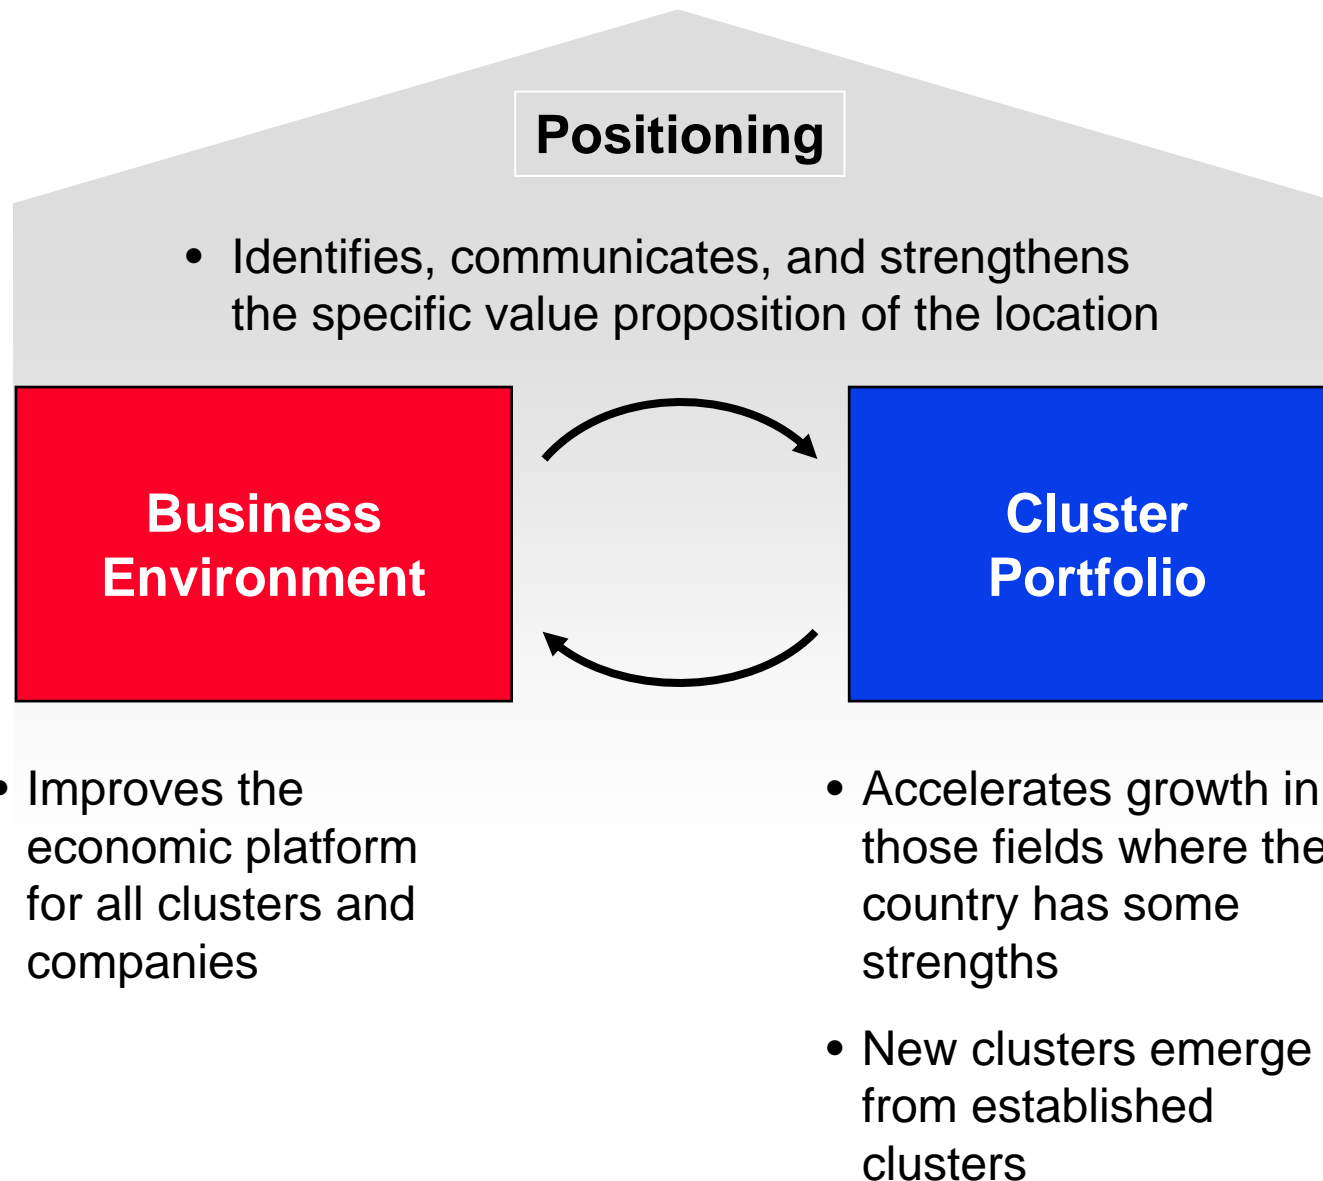 Positioning
• Identifies, communicates, and strengthens
the specific value proposition of the location
Business
Environment
Cluster
Portfolio
• Improves the
economic platform
for all clusters and
companies
• Accelerates growth in
those fields where the
country has some
strengths
• New clusters emerge
from established
clusters